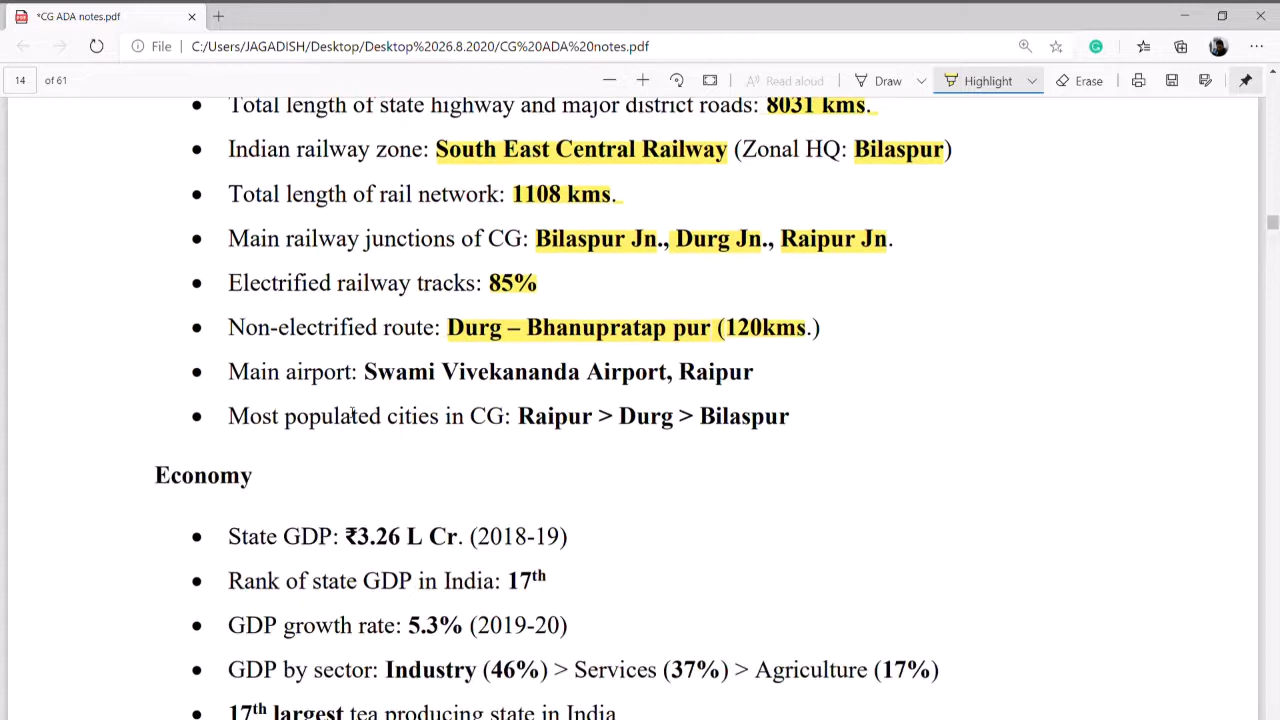 *CG ADA notes.pdf
File | C:/Users/JAGADISH/Desktop/Desktop%206.8.2020/CG%20ADA%20notes.pdf
14 of 61 Read aloud Draw Highlight Erase
• Total length of state highway and major district roads: 8031 kms.
• Indian railway zone: South East Central Railway (Zonal HQ: Bilaspur)
• Total length of rail network: 1108 kms.
• Main railway junctions of CG: Bilaspur Jn., Durg Jn., Raipur Jn.
• Electrified railway tracks: 85%
• Non-electrified route: Durg – Bhanupratap pur (120kms.)
• Main airport: Swami Vivekananda Airport, Raipur
• Most populated cities in CG: Raipur > Durg > Bilaspur
Economy
• State GDP: ₹3.26 L Cr. (2018-19)
• Rank of state GDP in India: 17th
• GDP growth rate: 5.3% (2019-20)
• GDP by sector: Industry (46%) > Services (37%) > Agriculture (17%)
• 17th largest tea producing state in India